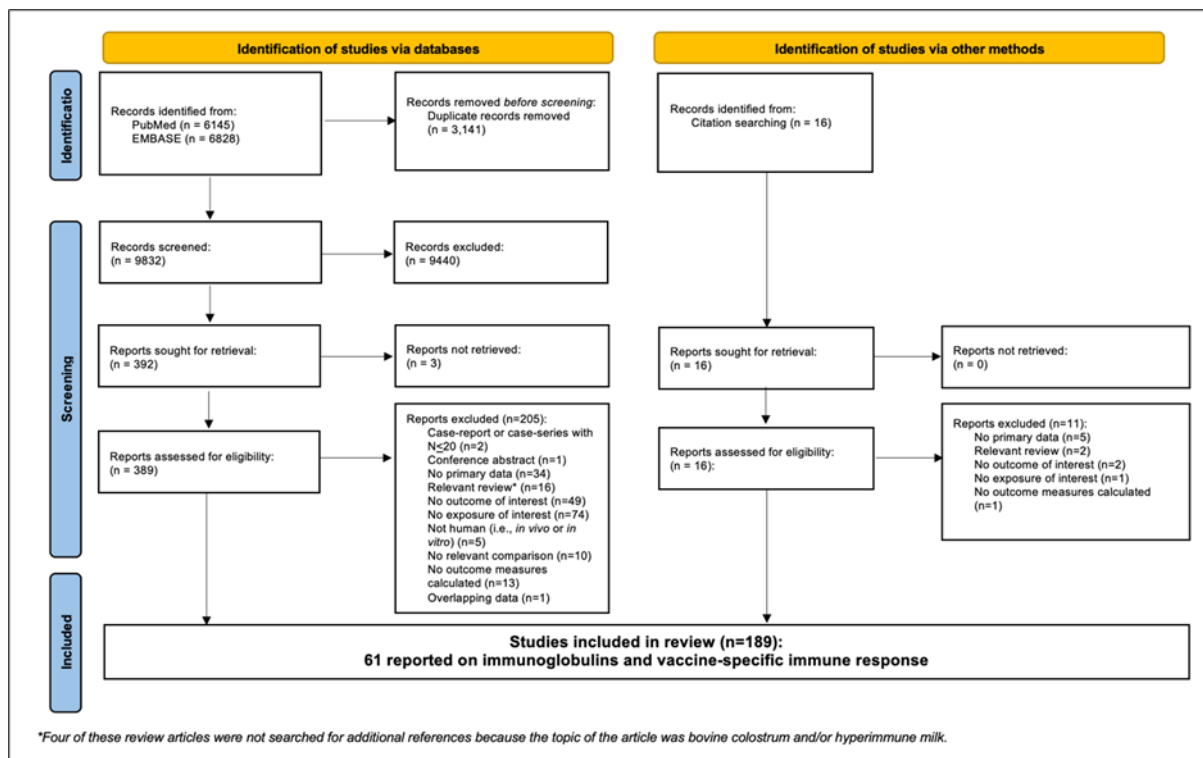 Identification of studies via databases
Identification of studies via other methods
Identificatio
Records identified from:
PubMed (n = 6145)
EMBASE (n = 6828)
Records removed before screening:
Duplicate records removed
(n = 3,141)
Records identified from:
Citation searching (n = 16)
Screening
Records screened:
(n = 9832)
Records excluded:
(n = 9440)
Reports sought for retrieval:
(n = 392)
Reports not retrieved:
(n = 3)
Reports sought for retrieval:
(n = 16)
Reports not retrieved:
(n = 0)
Reports assessed for eligibility:
(n = 389)
Reports excluded (n=205):
Case-report or case-series with
N≤20 (n=2)
Conference abstract (n=1)
No primary data (n=34)
Relevant review* (n=16)
No outcome of interest (n=49)
No exposure of interest (n=74)
Not human (i.e., in vivo or in
vitro) (n=5)
No relevant comparison (n=10)
No outcome measures
calculated (n=13)
Overlapping data (n=1)
Reports assessed for eligibility:
(n = 16):
Reports excluded (n=11):
No primary data (n=5)
Relevant review (n=2)
No outcome of interest (n=2)
No exposure of interest (n=1)
No outcome measures calculated
(n=1)
Included
Studies included in review (n=189):
61 reported on immunoglobulins and vaccine-specific immune response
*Four of these review articles were not searched for additional references because the topic of the article was bovine colostrum and/or hyperimmune milk.